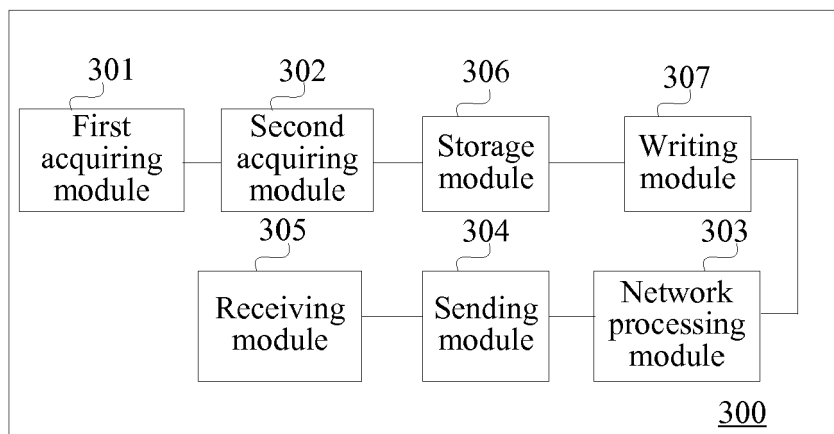 301
302
306
307
First
acquiring
module
Second
acquiring
module
Storage
module
Writing
module
305
304
303
Receiving
module
Sending
module
Network
processing
module
300